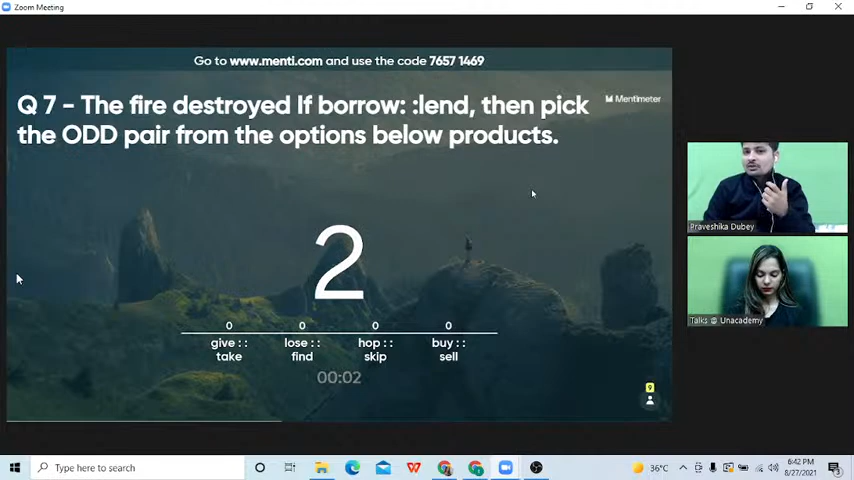 Zoom Meeting
Go to www.menti.com and use the code 7657 1469
Mentimeter
Q 7 - The fire destroyed If borrow: :lend, then pick
the ODD pair from the options below products.
2
0 0 0 0
give : : lose : : hop : : buy : :
take find skip sell
00:02
9
Praveshika Dubey
Talks @ Unacademy
Type here to search
36°C
6:42 PM
8/27/2021
3